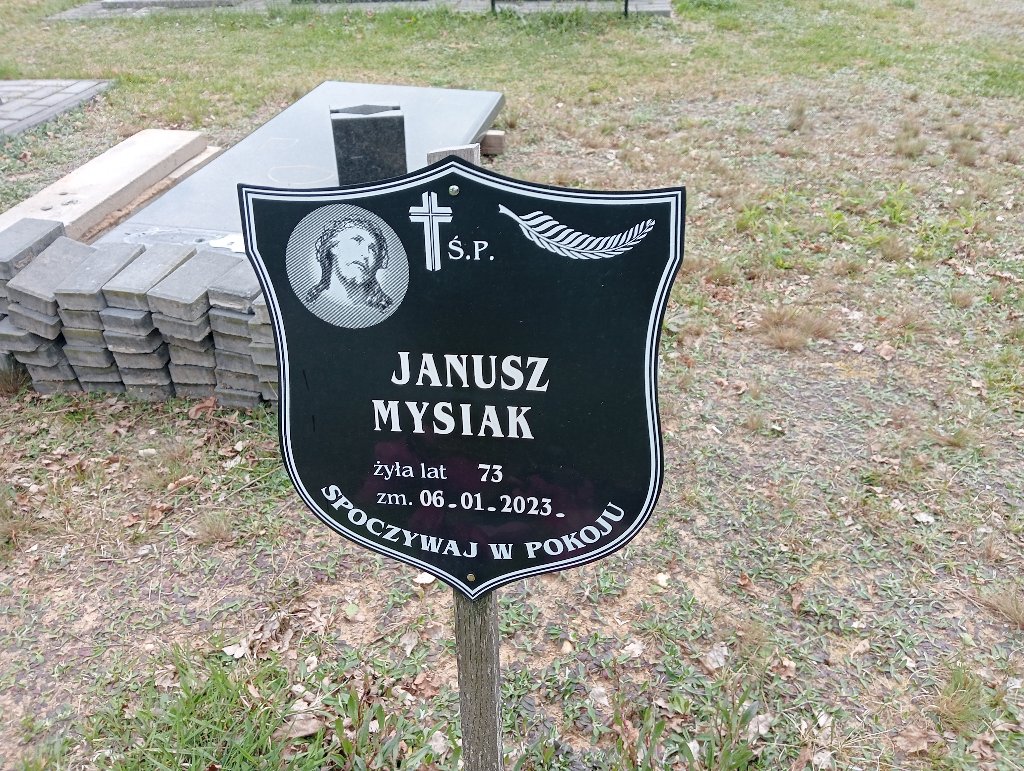 Ś.P.
JANUSZ
MYSIAK
żyła lat 73
zm. 06-01-2023-
SPOCZYWAJ W POKOJU